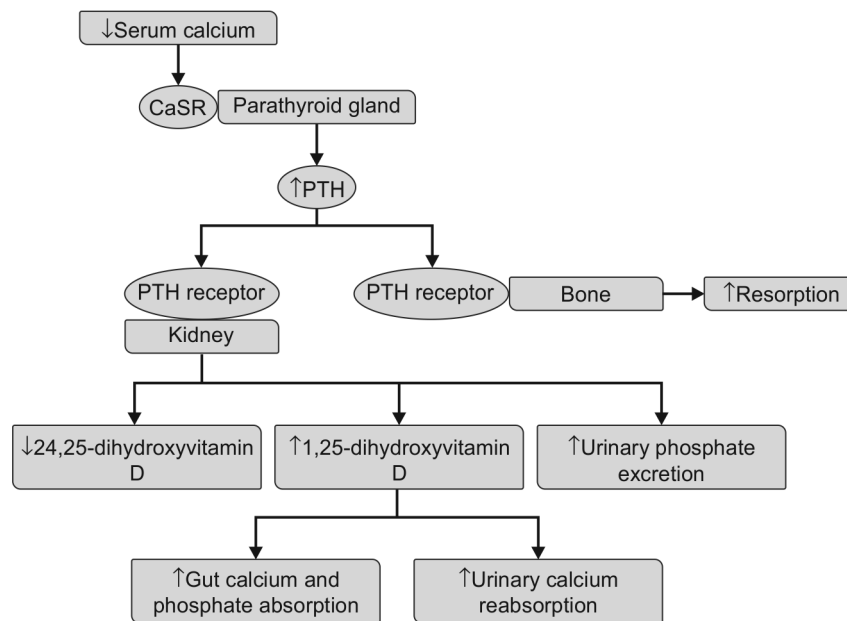 ↓Serum calcium
CaSR
Parathyroid gland
↑PTH
PTH receptor
Kidney
PTH receptor
Bone
↑Resorption
↓24,25-dihydroxyvitamin
D
↑1,25-dihydroxyvitamin
D
↑Urinary phosphate
excretion
↑Gut calcium and
phosphate absorption
↑Urinary calcium
reabsorption